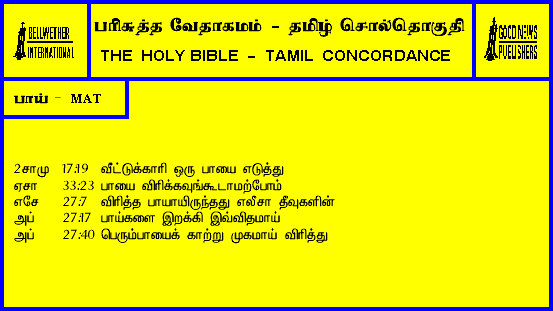 BELLWETHER
INTERNATIONAL
பரிசுத்த வேதாகமம் - தமிழ் சொல்தொகுதி
THE HOLY BIBLE - TAMIL CONCORDANCE
GOOD NEWS
PUBLISHERS
பாய் - MAT
2சாமு 17:19 வீட்டுக்காரி ஒரு பாயை எடுத்து
ஏசா 33:23 பாயை விரிக்கவுங்கூடாமற்போம்
எசே 27:7 விரித்த பாயாயிருந்தது எலீசா தீவுகளின்
அப் 27:17 பாய்களை இறக்கி இவ்விதமாய்
அப் 27:40 பெரும்பாயைக் காற்று முகமாய் விரித்து